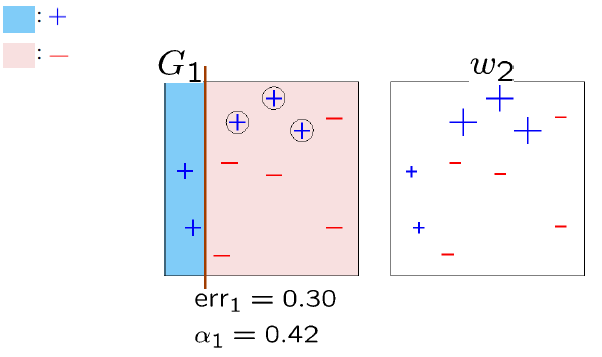 : +
: −
G₁ w₂
err₁ = 0.30
α₁ = 0.42